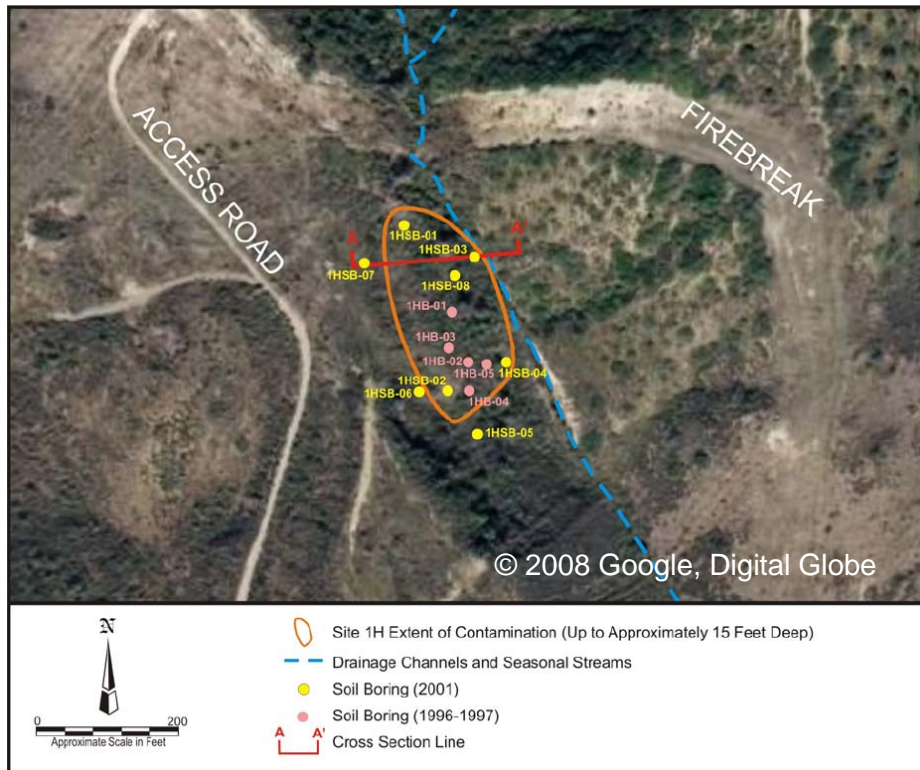 ACCESS ROAD
FIREBREAK
A A'
1HSB-01
1HSB-03
1HSB-07
1HSB-08
1HB-01
1HB-03
1HB-02
1HB-05
1HSB-04
1HSB-02
1HSB-06
1HB-04
1HSB-05
© 2008 Google, Digital Globe
N
0 200
Approximate Scale in Feet
Site 1H Extent of Contamination (Up to Approximately 15 Feet Deep)
Drainage Channels and Seasonal Streams
Soil Boring (2001)
Soil Boring (1996-1997)
A A'
Cross Section Line